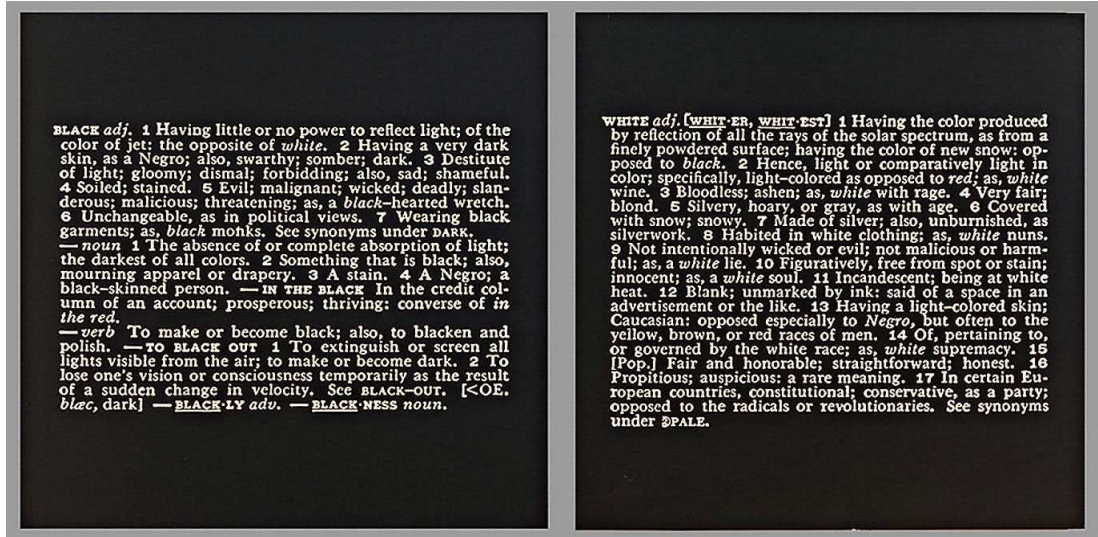 BLACK adj. 1 Having little or no power to reflect light; of the
color of jet: the opposite of white. 2 Having a very dark
skin, as a Negro; also, swarthy; somber; dark. 3 Destitute
of light; gloomy; dismal; forbidding; also, sad; shameful.
4 Soiled; stained. 5 Evil; malignant; wicked; deadly; slan-
derous; malicious; threatening; as, a black-hearted wretch.
6 Unchangeable, as in political views. 7 Wearing black
garments; as, black monks. See synonyms under DARK.
— noun 1 The absence of or complete absorption of light;
the darkest of all colors. 2 Something that is black; also,
mourning apparel or drapery. 3 A stain. 4 A Negro; a
black-skinned person. — IN THE BLACK In the credit col-
umn of an account; prosperous; thriving: converse of in
the red.
— verb To make or become black; also, to blacken and
polish. — TO BLACK OUT 1 To extinguish or screen all
lights visible from the air; to make or become dark. 2 To
lose one's vision or consciousness temporarily as the result
of a sudden change in velocity. See BLACK-OUT. [<OE.
blæc, dark] — BLACK·LY adv. — BLACK·NESS noun.
WHITE adj. [WHIT·ER, WHIT·EST] 1 Having the color produced
by reflection of all the rays of the solar spectrum, as from a
finely powdered surface; having the color of new snow: op-
posed to black. 2 Hence, light or comparatively light in
color; specifically, light-colored as opposed to red; as, white
wine. 3 Bloodless; ashen; as, white with rage. 4 Very fair;
blond. 5 Silvery, hoary, or gray, as with age. 6 Covered
with snow; snowy. 7 Made of silver; also, unburnished, as
silverwork. 8 Habited in white clothing; as, white nuns.
9 Not intentionally wicked or evil; not malicious or harm-
ful; as, a white lie. 10 Figuratively, free from spot or stain;
innocent; as, a white soul. 11 Incandescent; being at white
heat. 12 Blank; unmarked by ink: said of a space in an
advertisement or the like. 13 Having a light-colored skin;
Caucasian: opposed especially to Negro, but often to the
yellow, brown, or red races of men. 14 Of, pertaining to,
or governed by the white race; as, white supremacy. 15
[Pop.] Fair and honorable; straightforward; honest. 16
Propitious; auspicious: a rare meaning. 17 In certain Eu-
ropean countries, constitutional; conservative, as a party;
opposed to the radicals or revolutionaries. See synonyms
under PALE.